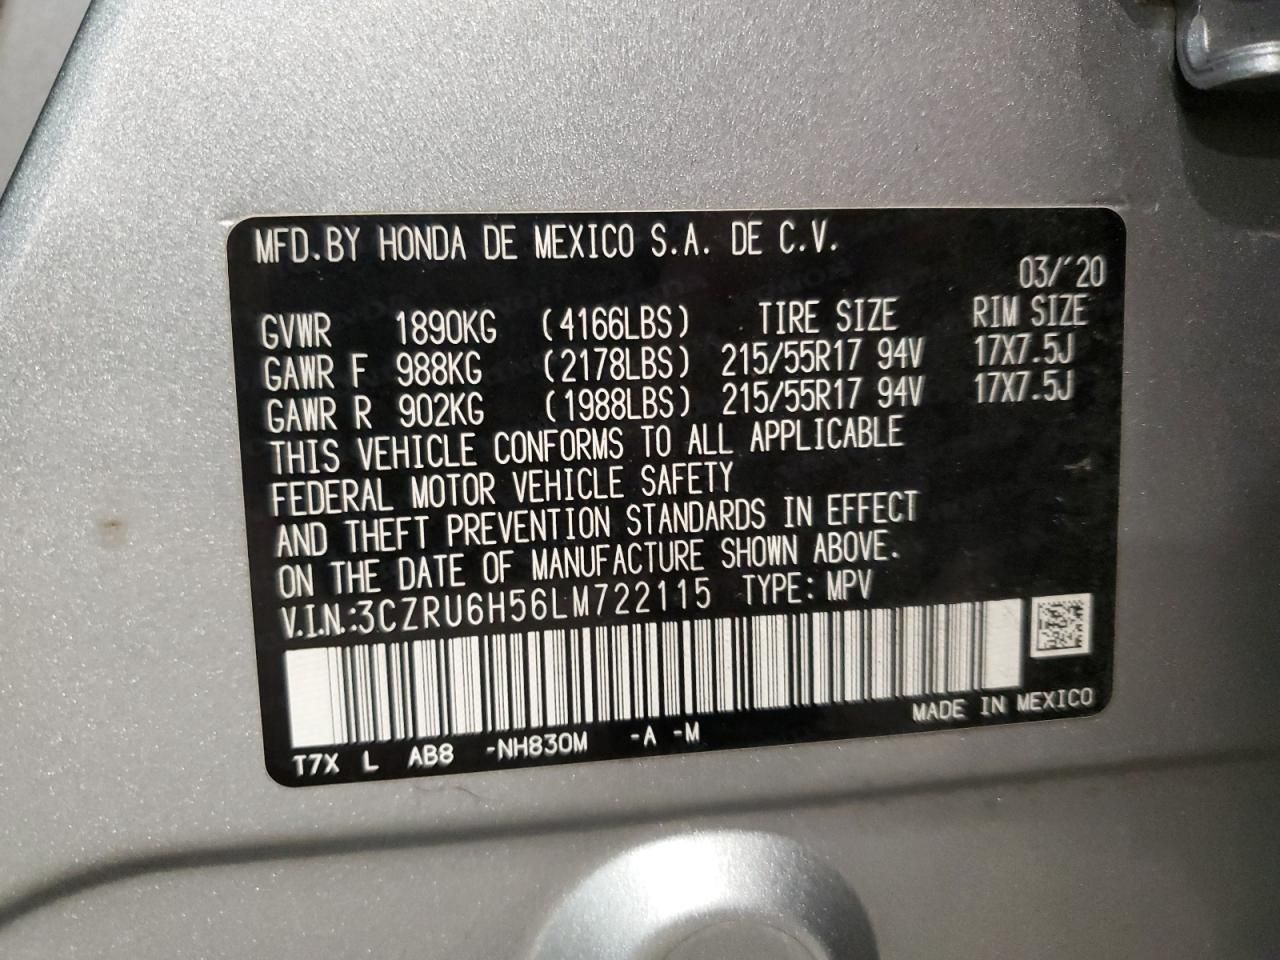 MFD.BY HONDA DE MEXICO S.A. DE C.V.
03/'20
GVWR 1890KG (4166LBS) TIRE SIZE RIM SIZE
GAWR F 988KG (2178LBS) 215/55R17 94V 17X7.5J
GAWR R 902KG (1988LBS) 215/55R17 94V 17X7.5J
THIS VEHICLE CONFORMS TO ALL APPLICABLE
FEDERAL MOTOR VEHICLE SAFETY
AND THEFT PREVENTION STANDARDS IN EFFECT
ON THE DATE OF MANUFACTURE SHOWN ABOVE.
V.I.N.:3CZRU6H56LM722115 TYPE: MPV
MADE IN MEXICO
T7X L AB8 -NH830M -A -M